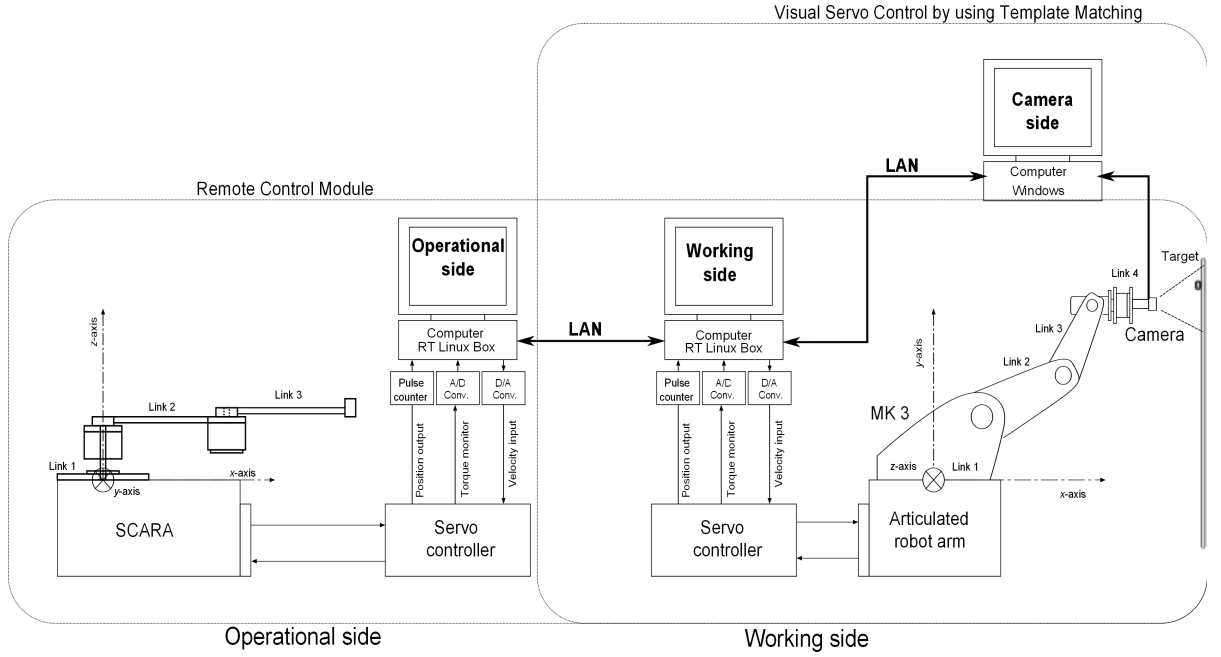 Visual Servo Control by using Template Matching
Camera
side
LAN
Computer
Windows
Remote Control Module
Operational
side
Working
side
Target
Link 4
Camera
Link 3
Link 2
MK 3
y-axis
z-axis
Link 1
x-axis
LAN
Computer
RT Linux Box
Computer
RT Linux Box
Pulse
counter
A/D
Conv.
D/A
Conv.
Pulse
counter
A/D
Conv.
D/A
Conv.
Position output
Torque monitor
Velocity input
Position output
Torque monitor
Velocity input
z-axis
Link 2
Link 3
Link 1
x-axis
y-axis
SCARA
Servo
controller
Servo
controller
Articulated
robot arm
Operational side
Working side